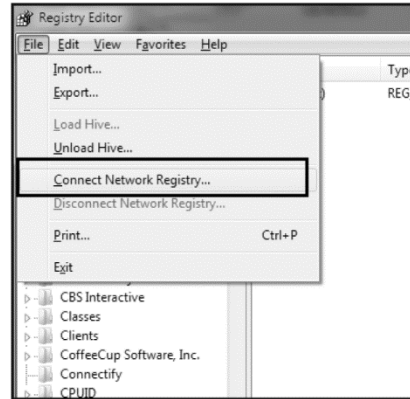 Registry Editor
File Edit View Favorites Help
Import...
Export...
Load Hive...
Unload Hive...
Connect Network Registry...
Disconnect Network Registry...
Print... Ctrl+P
Exit
Typ
REG
CBS Interactive
Classes
Clients
CoffeeCup Software, Inc.
Connectify
CPUID